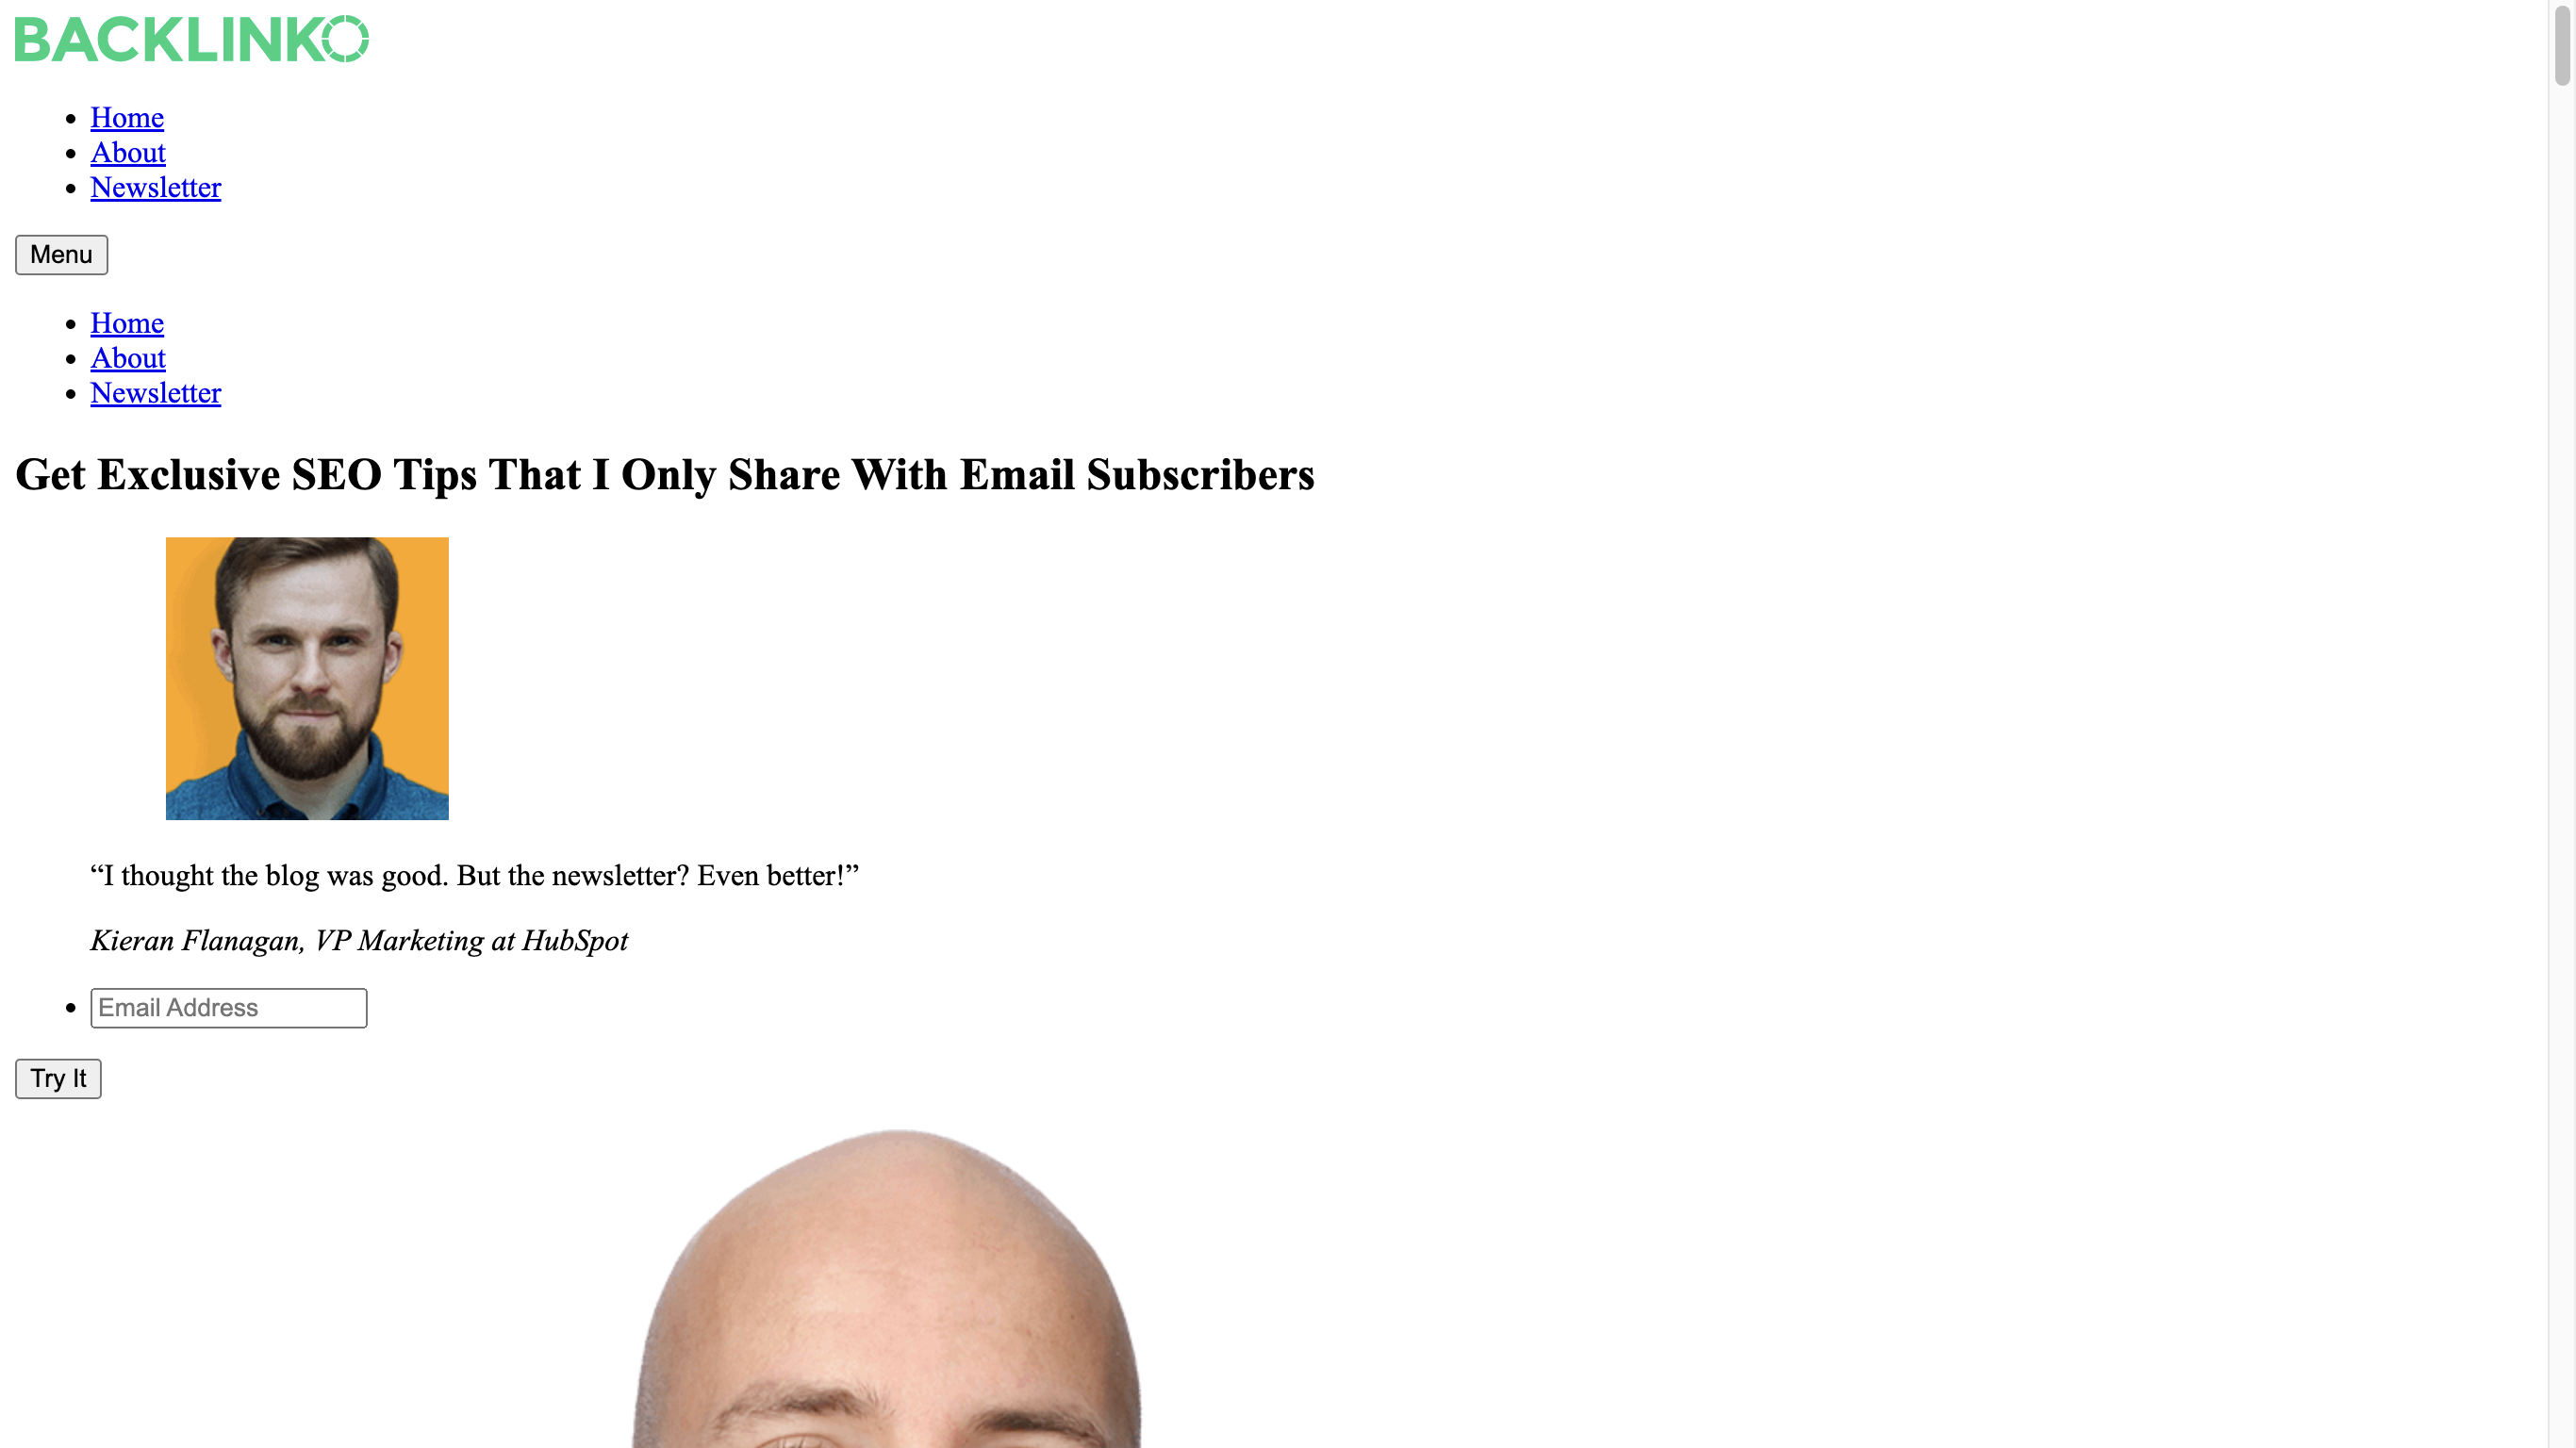 BACKLINKO
Home
About
Newsletter
Menu
Home
About
Newsletter
Get Exclusive SEO Tips That I Only Share With Email Subscribers
“I thought the blog was good. But the newsletter? Even better!”
Kieran Flanagan, VP Marketing at HubSpot
Email Address
Try It